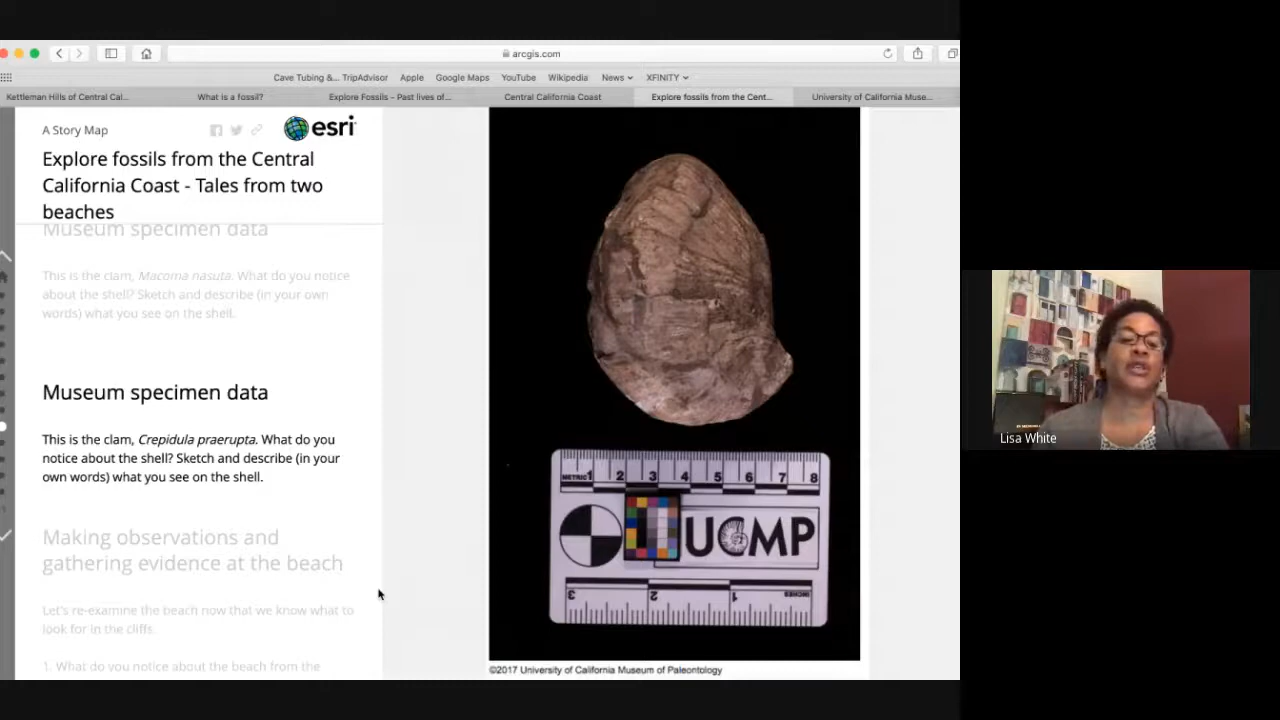 arcgis.com
Cave Tubing &... TripAdvisor Apple Google Maps YouTube Wikipedia News XFINITY
Kettleman Hills of Central Cal... What is a fossil? Explore Fossils - Past lives of... Central California Coast Explore fossils from the Cent... University of California Muse...
A Story Map
esri
Explore fossils from the Central
California Coast - Tales from two
beaches
Museum specimen data
This is the clam, Macoma nasuta. What do you notice
about the shell? Sketch and describe (in your own
words) what you see on the shell.
Museum specimen data
This is the clam, Crepidula praerupta. What do you
notice about the shell? Sketch and describe (in your
own words) what you see on the shell.
Making observations and
gathering evidence at the beach
Let's re-examine the beach now that we know what to
look for in the cliffs.
1. What do you notice about the beach from the
METRIC 1 2 3 4 5 6 7 8
UCMP
3 2 1 INCHES
©2017 University of California Museum of Paleontology
Lisa White